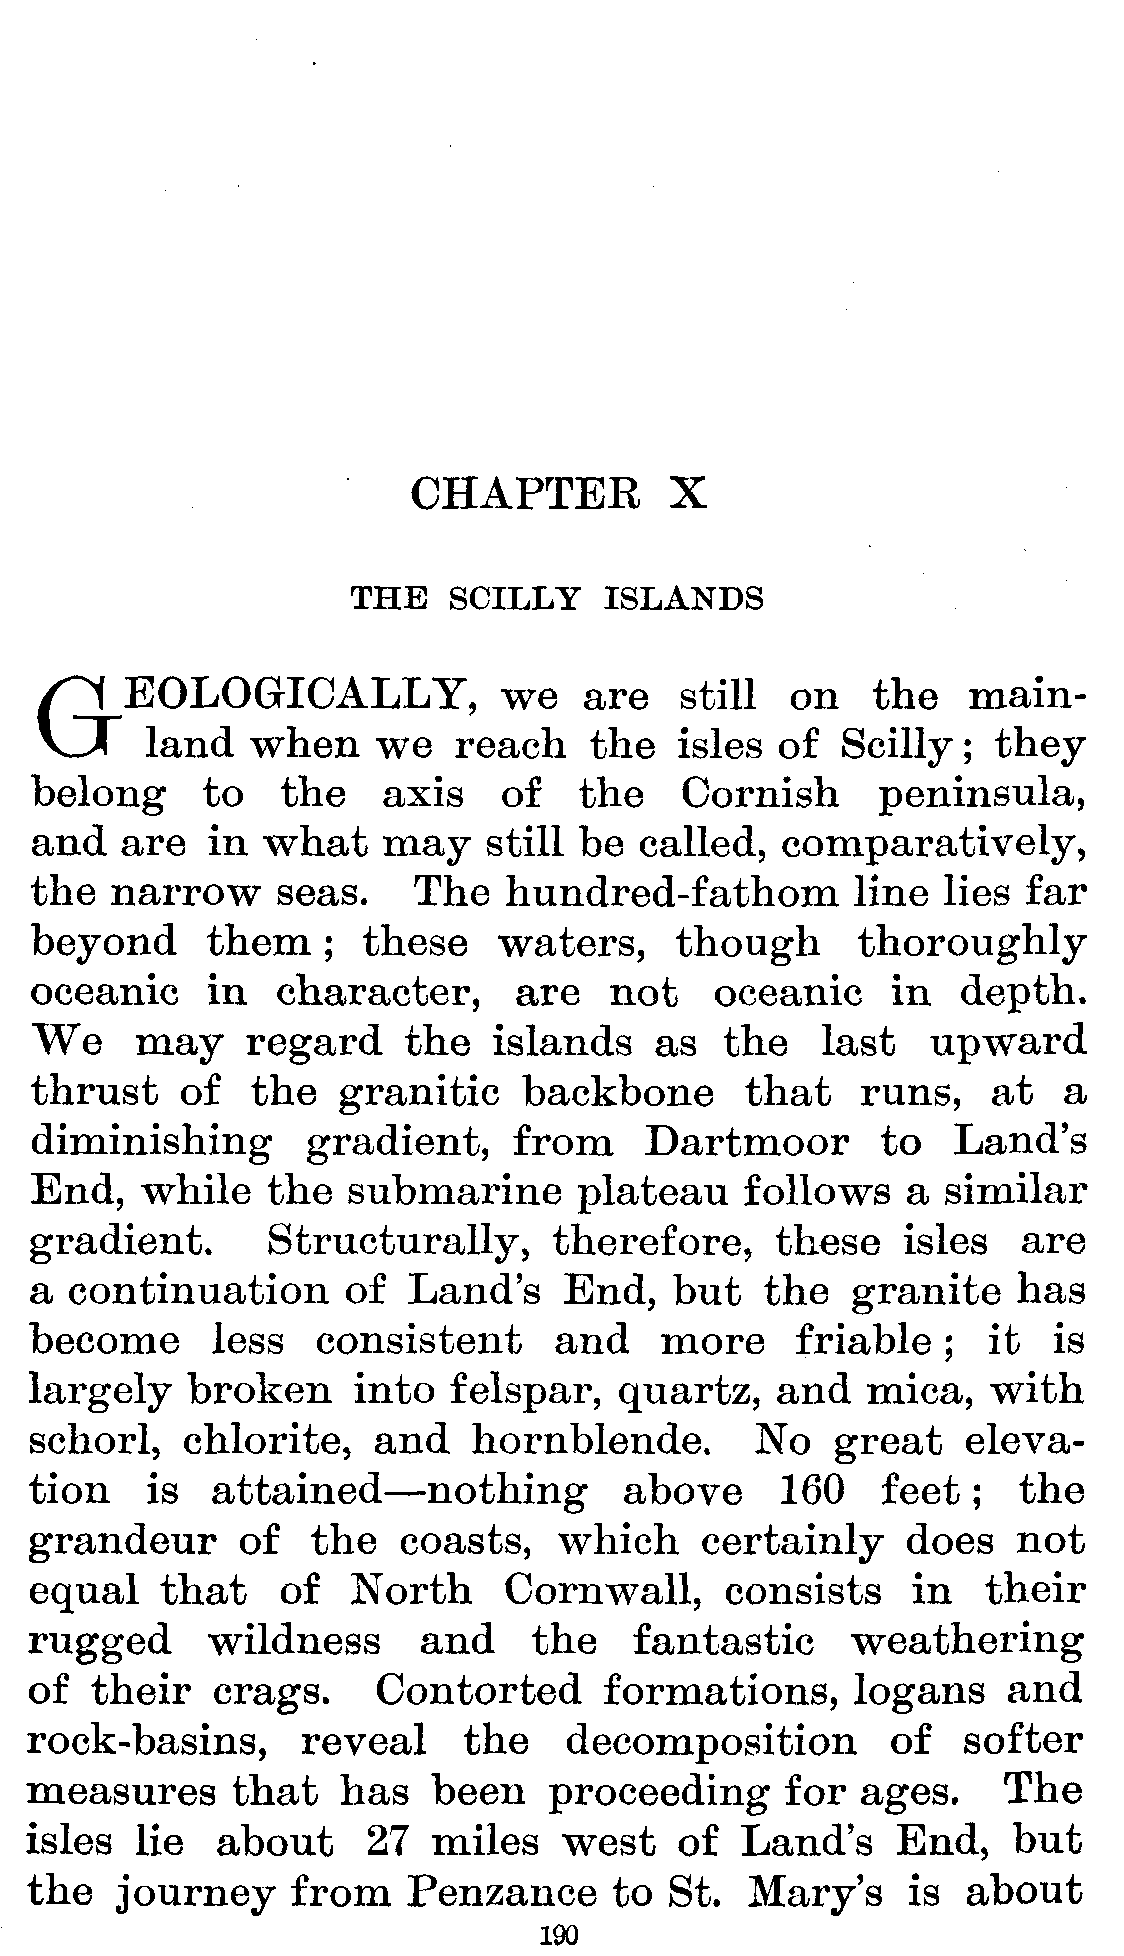 CHAPTER X
THE SCILLY ISLANDS
GEOLOGICALLY, we are still on the main-
land when we reach the isles of Scilly; they
belong to the axis of the Cornish peninsula,
and are in what may still be called, comparatively,
the narrow seas. The hundred-fathom line lies far
beyond them; these waters, though thoroughly
oceanic in character, are not oceanic in depth.
We may regard the islands as the last upward
thrust of the granitic backbone that runs, at a
diminishing gradient, from Dartmoor to Land's
End, while the submarine plateau follows a similar
gradient. Structurally, therefore, these isles are
a continuation of Land's End, but the granite has
become less consistent and more friable; it is
largely broken into felspar, quartz, and mica, with
schorl, chlorite, and hornblende. No great eleva-
tion is attained—nothing above 160 feet; the
grandeur of the coasts, which certainly does not
equal that of North Cornwall, consists in their
rugged wildness and the fantastic weathering
of their crags. Contorted formations, logans and
rock-basins, reveal the decomposition of softer
measures that has been proceeding for ages. The
isles lie about 27 miles west of Land's End, but
the journey from Penzance to St. Mary's is about
190